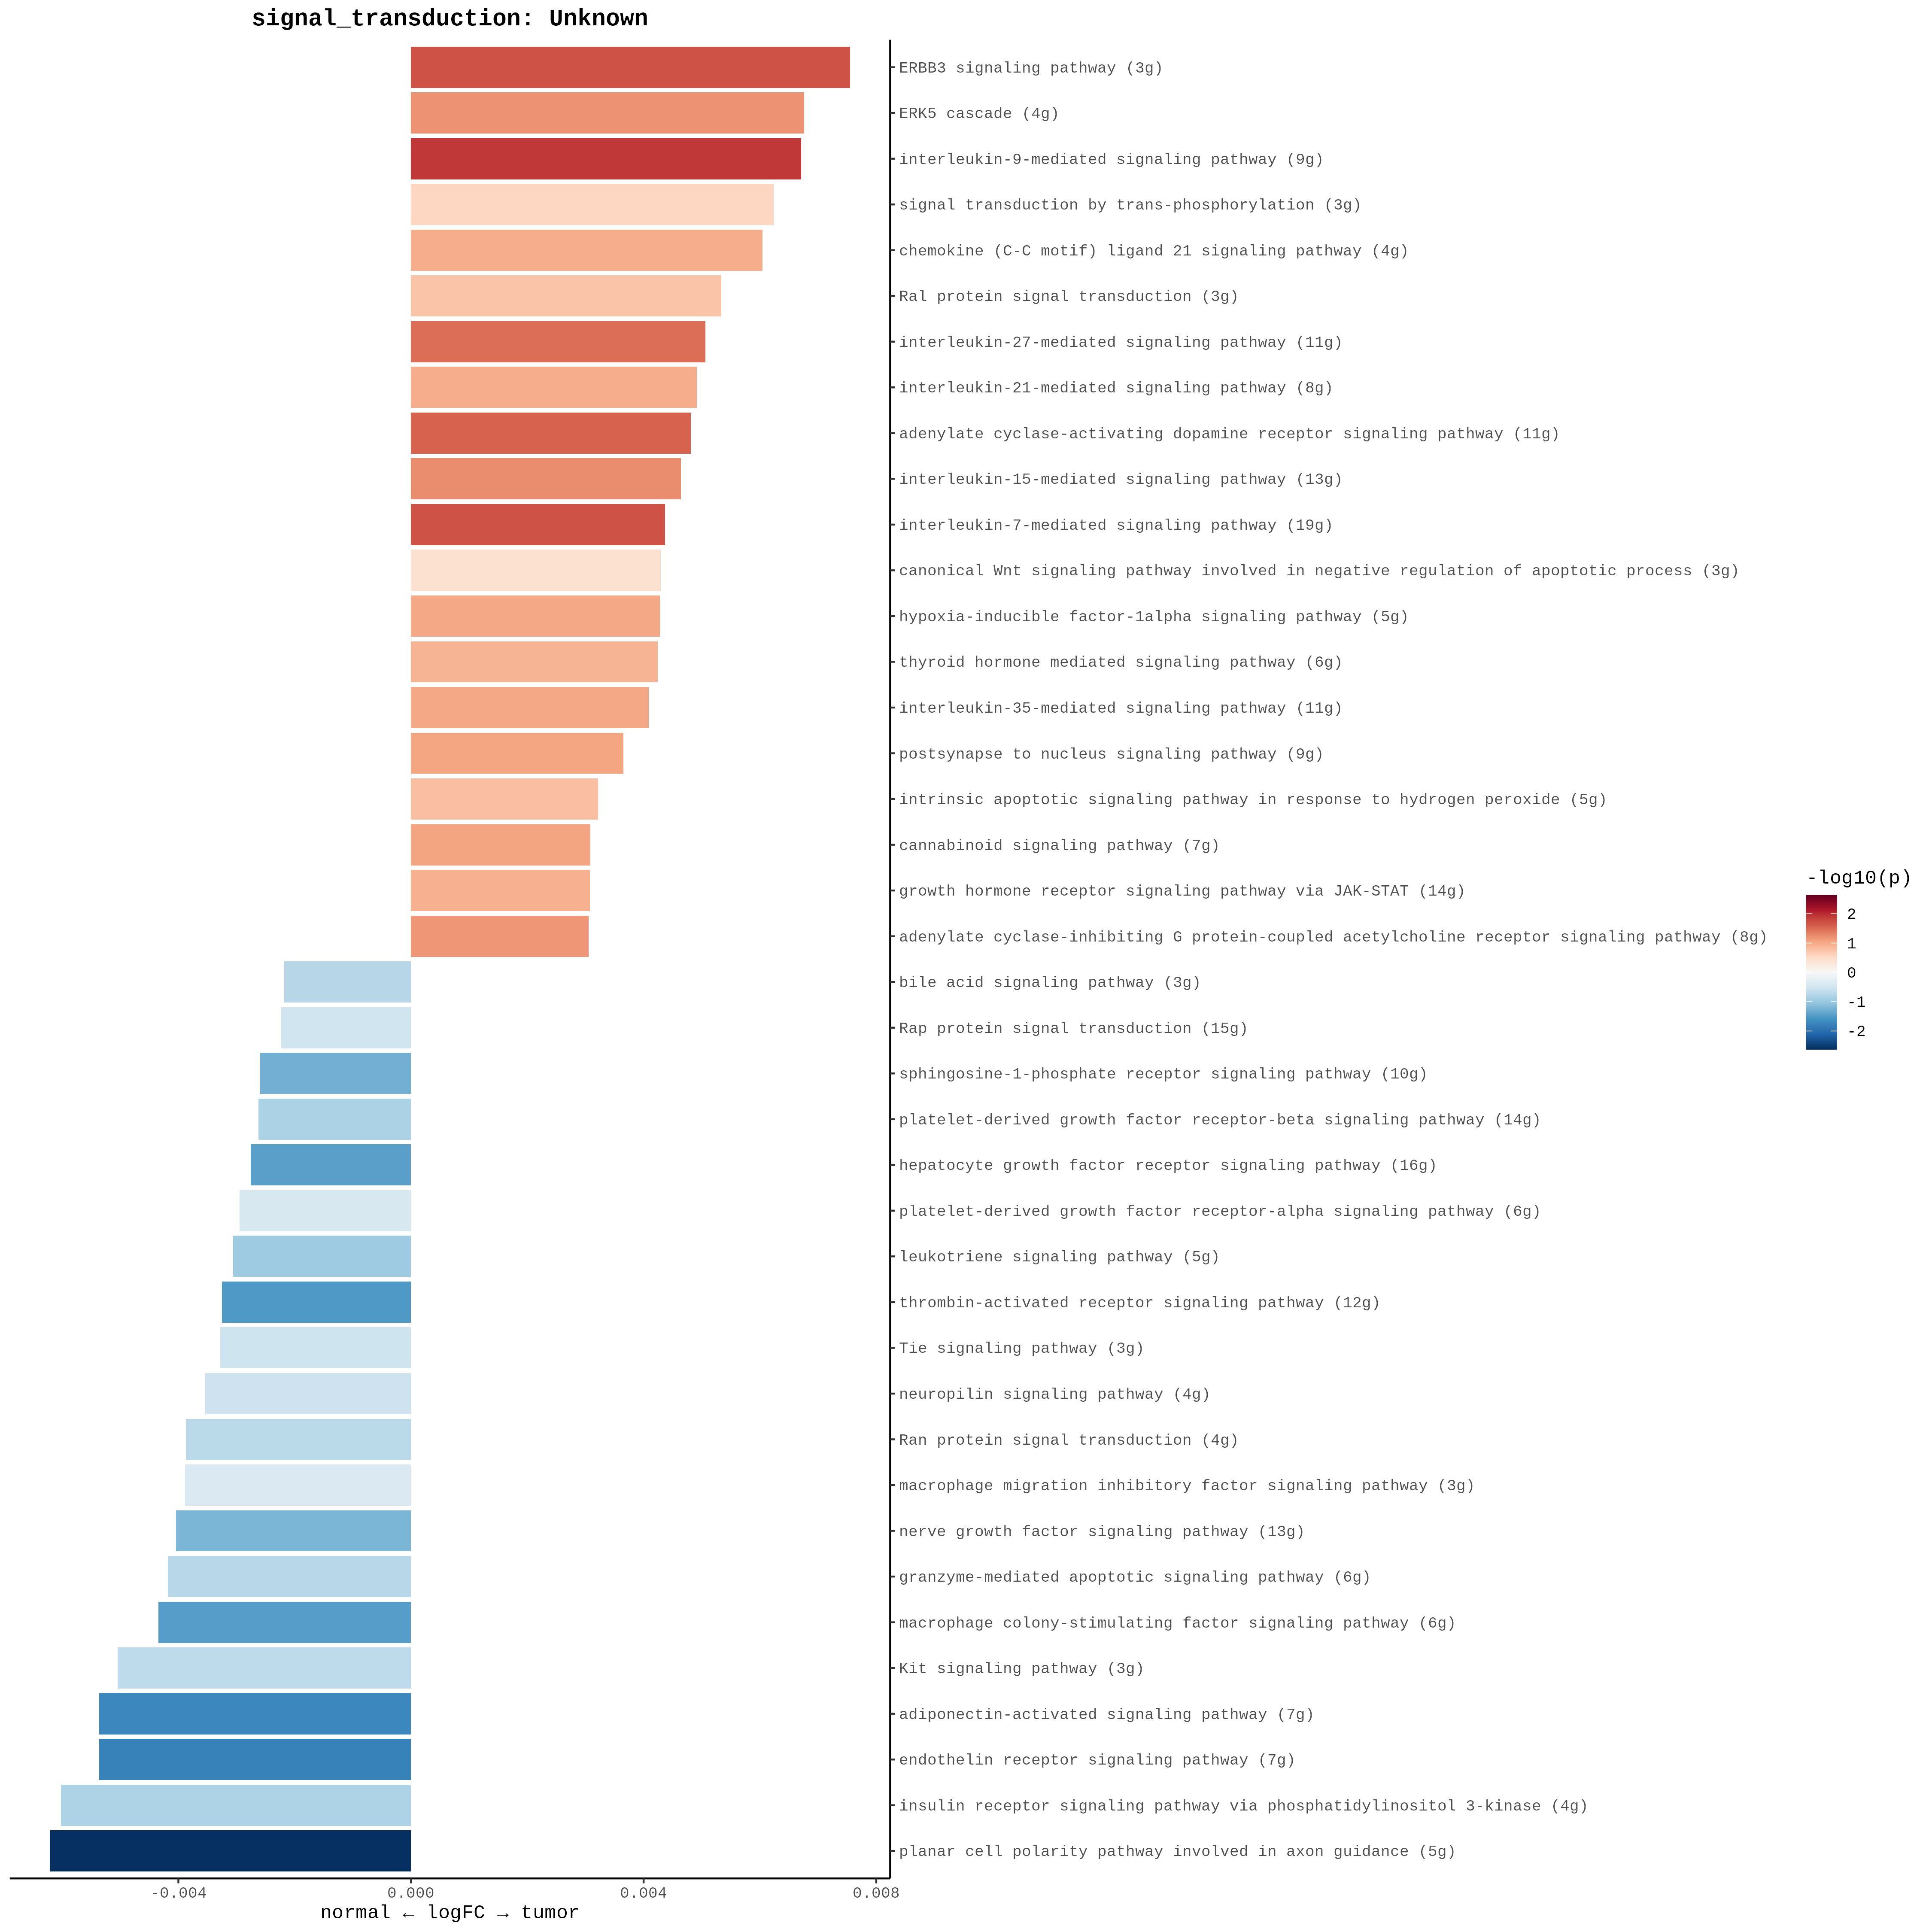 signal_transduction: Unknown
ERBB3 signaling pathway (3g)
ERK5 cascade (4g)
interleukin-9-mediated signaling pathway (9g)
signal transduction by trans-phosphorylation (3g)
chemokine (C-C motif) ligand 21 signaling pathway (4g)
Ral protein signal transduction (3g)
interleukin-27-mediated signaling pathway (11g)
interleukin-21-mediated signaling pathway (8g)
adenylate cyclase-activating dopamine receptor signaling pathway (11g)
interleukin-15-mediated signaling pathway (13g)
interleukin-7-mediated signaling pathway (19g)
canonical Wnt signaling pathway involved in negative regulation of apoptotic process (3g)
hypoxia-inducible factor-1alpha signaling pathway (5g)
thyroid hormone mediated signaling pathway (6g)
interleukin-35-mediated signaling pathway (11g)
postsynapse to nucleus signaling pathway (9g)
intrinsic apoptotic signaling pathway in response to hydrogen peroxide (5g)
cannabinoid signaling pathway (7g)
growth hormone receptor signaling pathway via JAK-STAT (14g)
adenylate cyclase-inhibiting G protein-coupled acetylcholine receptor signaling pathway (8g)
bile acid signaling pathway (3g)
Rap protein signal transduction (15g)
sphingosine-1-phosphate receptor signaling pathway (10g)
platelet-derived growth factor receptor-beta signaling pathway (14g)
hepatocyte growth factor receptor signaling pathway (16g)
platelet-derived growth factor receptor-alpha signaling pathway (6g)
leukotriene signaling pathway (5g)
thrombin-activated receptor signaling pathway (12g)
Tie signaling pathway (3g)
neuropilin signaling pathway (4g)
Ran protein signal transduction (4g)
macrophage migration inhibitory factor signaling pathway (3g)
nerve growth factor signaling pathway (13g)
granzyme-mediated apoptotic signaling pathway (6g)
macrophage colony-stimulating factor signaling pathway (6g)
Kit signaling pathway (3g)
adiponectin-activated signaling pathway (7g)
endothelin receptor signaling pathway (7g)
insulin receptor signaling pathway via phosphatidylinositol 3-kinase (4g)
planar cell polarity pathway involved in axon guidance (5g)
-0.004 0.000 0.004 0.008
normal ← logFC → tumor
-log10(p)
2
1
0
-1
-2